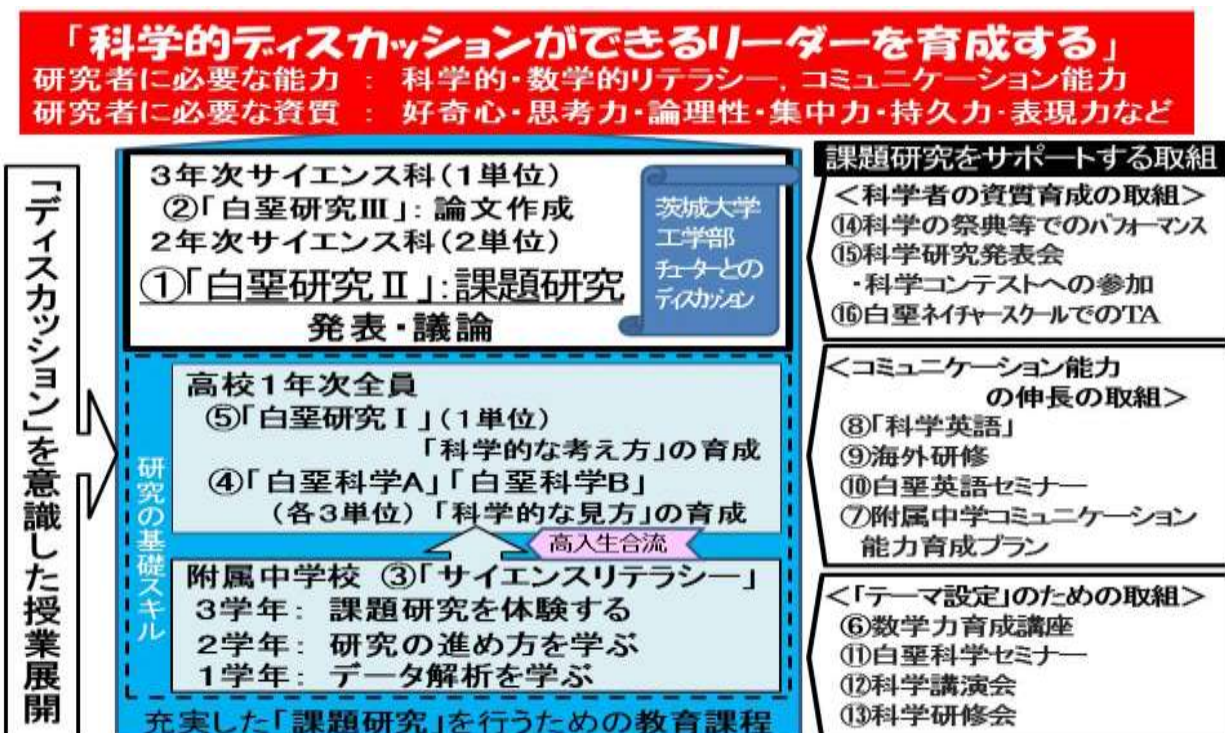 「科学的ディスカッションができるリーダーを育成する」
研究者に必要な能力 : 科学的・数学的リテラシー，コミュニケーション能力
研究者に必要な資質 : 好奇心・思考力・論理性・集中力・持久力・表現力など
「ディスカッション」を意識した授業展開
3年次サイエンス科(1単位)
②「白堊研究Ⅲ」：論文作成
2年次サイエンス科(2単位)
①「白堊研究Ⅱ」：課題研究
発表・議論
茨城大学
工学部
チューターとの
ディスカッション
研究の基礎スキル
高校1年次全員
⑤「白堊研究Ⅰ」(1単位)
「科学的な考え方」の育成
④「白堊科学A」「白堊科学B」
(各3単位)「科学的な見方」の育成
高入生合流
附属中学校 ③「サイエンスリテラシー」
3学年： 課題研究を体験する
2学年： 研究の進め方を学ぶ
1学年： データ解析を学ぶ
充実した「課題研究」を行うための教育課程
課題研究をサポートする取組
＜科学者の資質育成の取組＞
⑭科学の祭典等でのパフォーマンス
⑮科学研究発表会
・科学コンテストへの参加
⑯白堊ネイチャースクールでのTA
＜コミュニケーション能力
の伸長の取組＞
⑧「科学英語」
⑨海外研修
⑩白堊英語セミナー
⑦附属中学コミュニケーション
能力育成プラン
＜「テーマ設定」のための取組＞
⑥数学力育成講座
⑪白堊科学セミナー
⑫科学講演会
⑬科学研修会